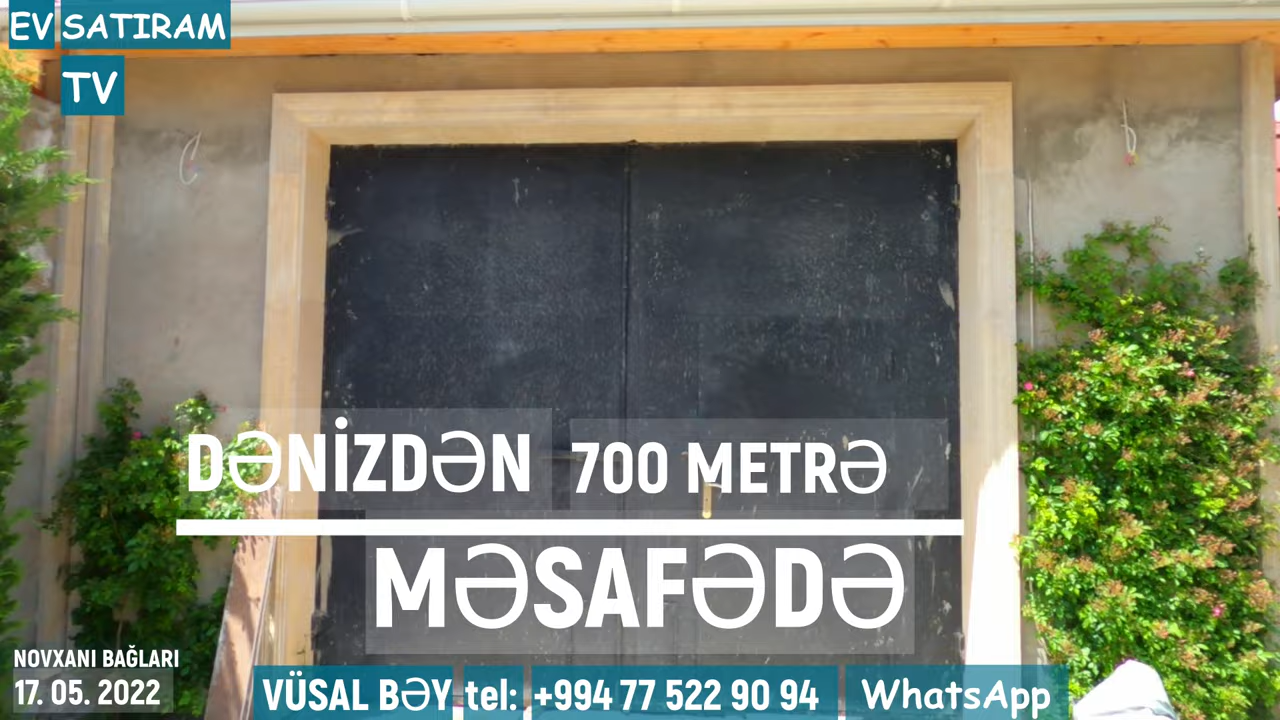 EV SATIRAM
TV
DƏNİZDƏN 700 METRƏ
MƏSAFƏDƏ
NOVXANI BAĞLARI
17. 05. 2022
VÜSAL BƏY tel: +994 77 522 90 94 WhatsApp